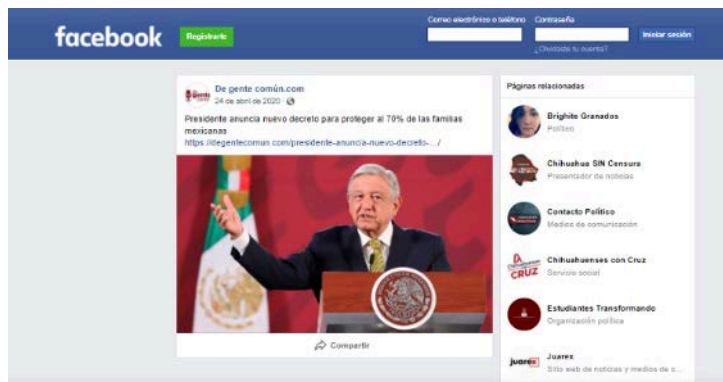 Correo electrónico o teléfono
Contraseña
facebook
Registrarte
Iniciar sesión
¿Olvidaste tu cuenta?
De gente común.com
24 de abril de 2020
Presidente anuncia nuevo decreto para proteger al 70% de las familias
mexicanas
https://degentecomun.com/presidente-anuncia-nuevo-decreto-.../
Compartir
Páginas relacionadas
Brighite Granados
Político
Chihuahua SIN Censura
Presentador de noticias
Contacto Político
Medios de comunicación
Chihuahuenses con Cruz
Servicio social
CRUZ
Estudiantes Transformando
Organización política
Juarex
juarex
Sitio web de noticias y medios de c...